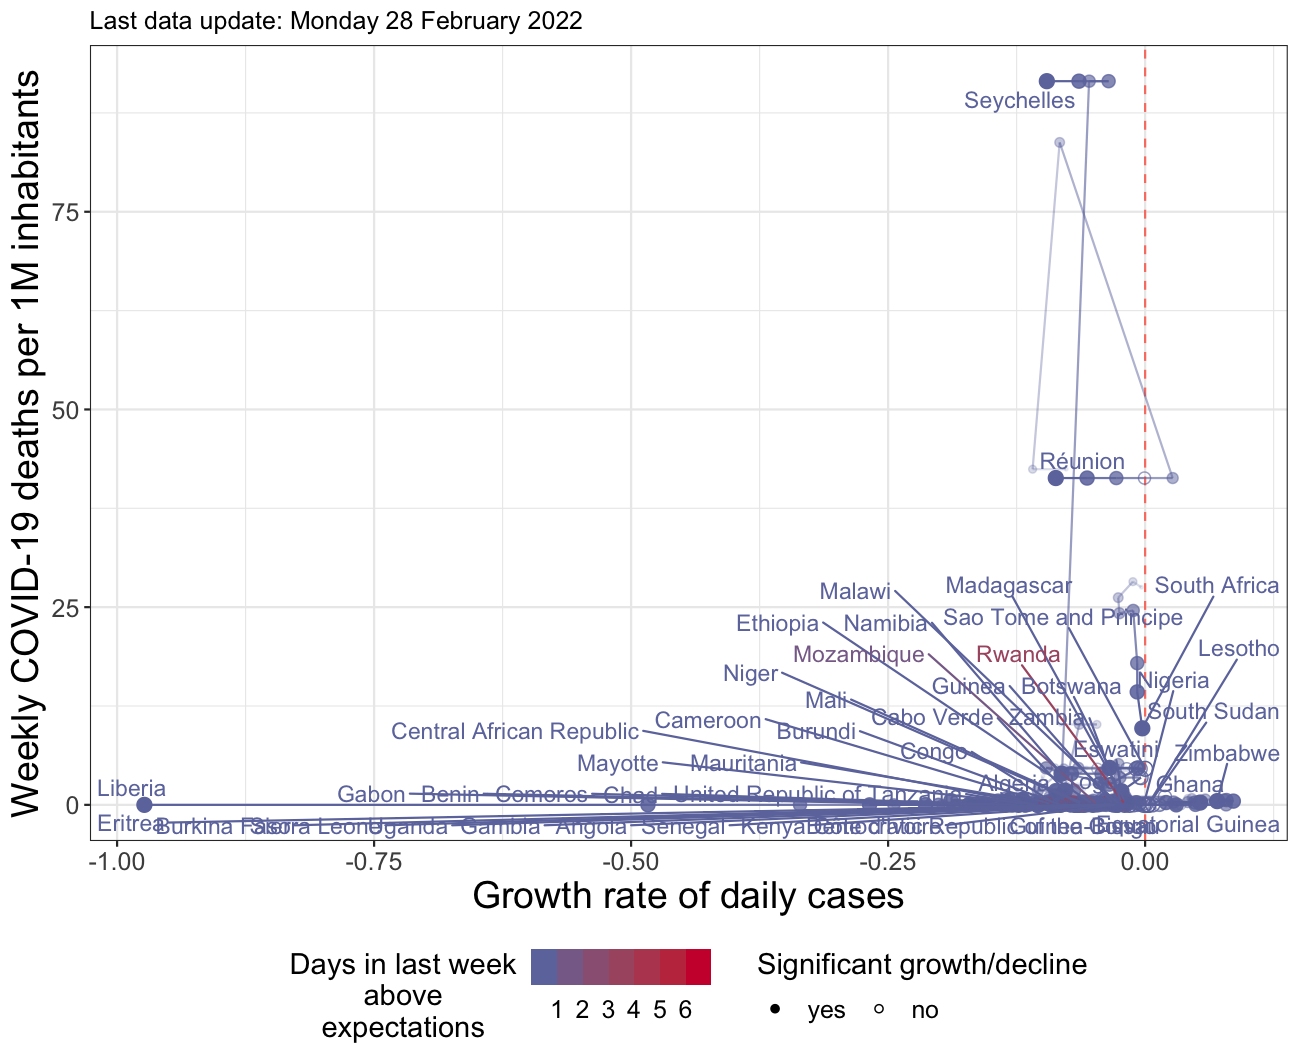 Last data update: Monday 28 February 2022
Weekly COVID-19 deaths per 1M inhabitants
75
50
25
0
Seychelles
Réunion
Malawi
Madagascar
South Africa
Ethiopia
Namibia
Sao Tome and Principe
Mozambique
Rwanda
Lesotho
Niger
Guinea
Botswana
Nigeria
Mali
Cabo Verde
Zambia
South Sudan
Central African Republic
Cameroon
Burundi
Congo
Eswatini
Zimbabwe
Mayotte
Mauritania
Algeria
Ghana
Liberia
Gabon
Benin
Comoros
Chad
United Republic of Tanzania
Eritrea
Burkina Faso
Sierra Leone
Uganda
Gambia
Angola
Senegal
Kenya
Equatorial Guinea
-1.00
-0.75
-0.50
-0.25
0.00
Growth rate of daily cases
Days in last week
above
expectations
1 2 3 4 5 6
Significant growth/decline
yes
no